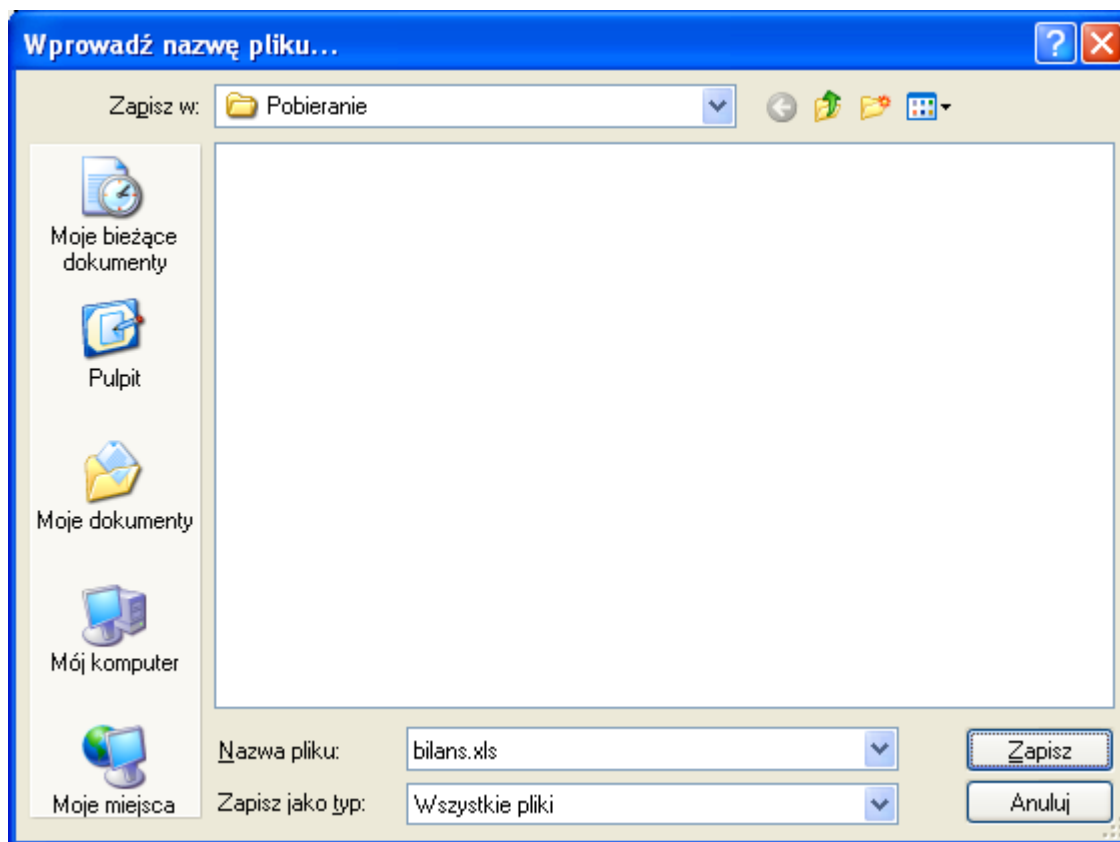 Wprowadź nazwę pliku...
Zapisz w:
Pobieranie
Moje bieżące
dokumenty
Pulpit
Moje dokumenty
Mój komputer
Moje miejsca
Nazwa pliku:
bilans.xls
Zapisz
Zapisz jako typ:
Wszystkie pliki
Anuluj